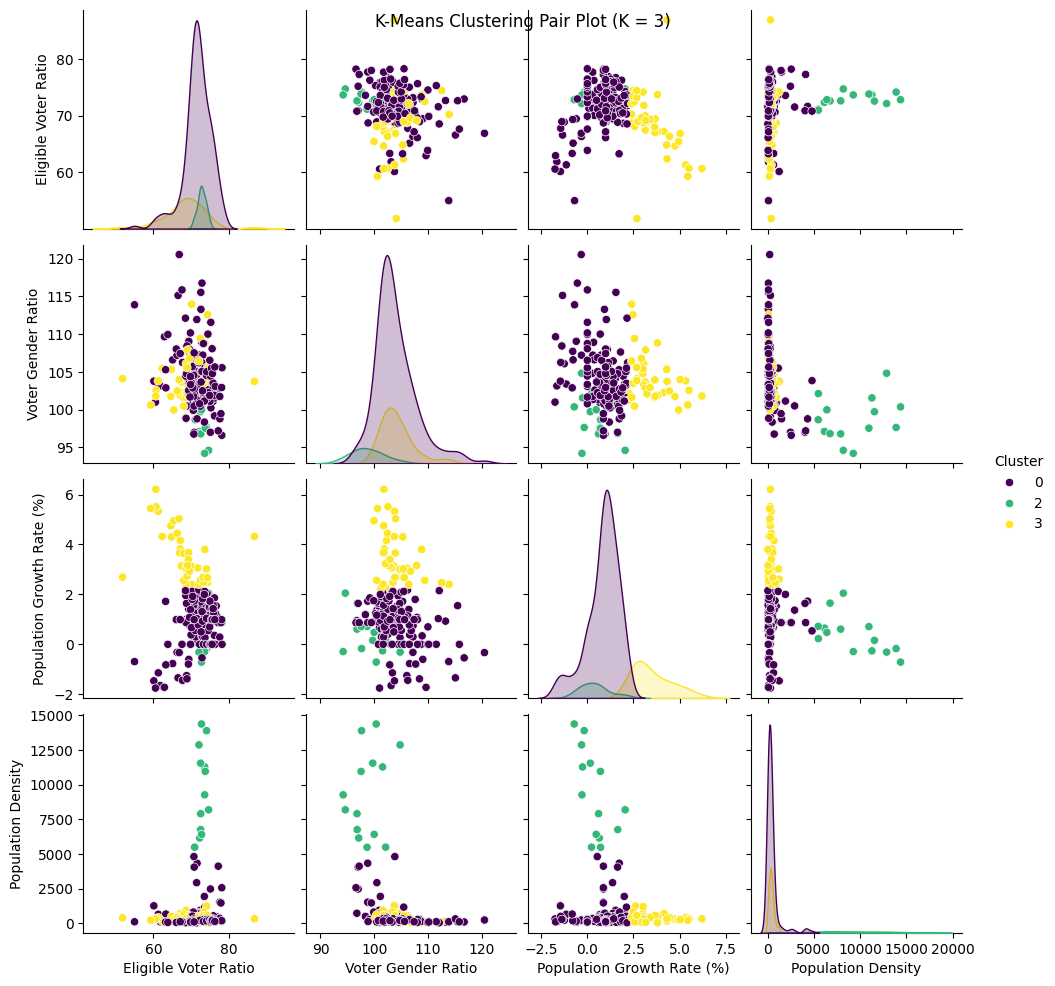 K-Means Clustering Pair Plot (K = 3)
80
70
60
Eligible Voter Ratio
120
115
110
105
100
95
Voter Gender Ratio
6
4
2
0
−2
Population Growth Rate (%)
Cluster
0
2
3
15000
12500
10000
7500
5000
2500
0
Population Density
60 80
90 100 110 120
−2.5 0.0 2.5 5.0 7.5
0 5000 10000 15000 20000
Eligible Voter Ratio
Voter Gender Ratio
Population Growth Rate (%)
Population Density